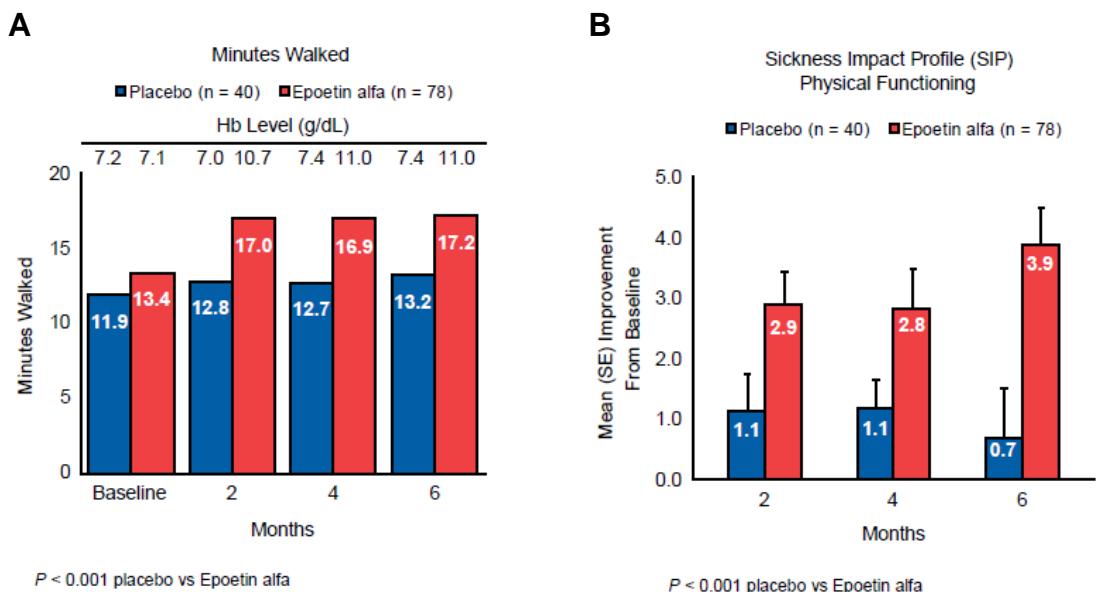 A
Minutes Walked
Placebo (n = 40) Epoetin alfa (n = 78)
Hb Level (g/dL)
7.2 7.1 7.0 10.7 7.4 11.0 7.4 11.0
20
15
10
5
0
Minutes Walked
11.9 13.4 12.8 17.0 12.7 16.9 13.2 17.2
Baseline 2 4 6
Months
P < 0.001 placebo vs Epoetin alfa
B
Sickness Impact Profile (SIP)
Physical Functioning
Placebo (n = 40) Epoetin alfa (n = 78)
5.0
4.0
3.0
2.0
1.0
0.0
Mean (SE) Improvement
From Baseline
1.1 2.9 1.1 2.8 0.7 3.9
2 4 6
Months
P < 0.001 placebo vs Epoetin alfa